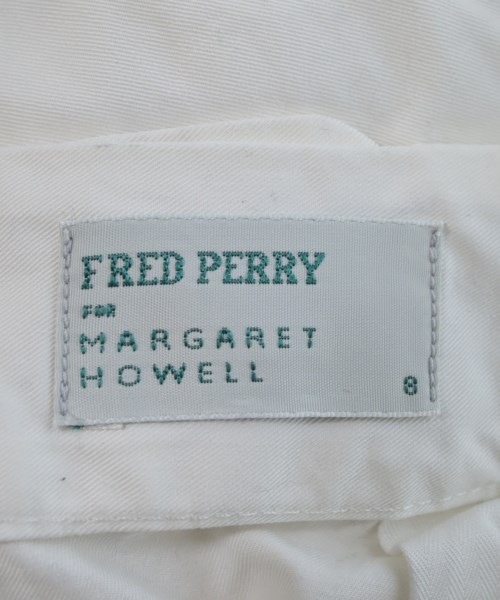 FRED PERRY
FOR
MARGARET
HOWELL 8